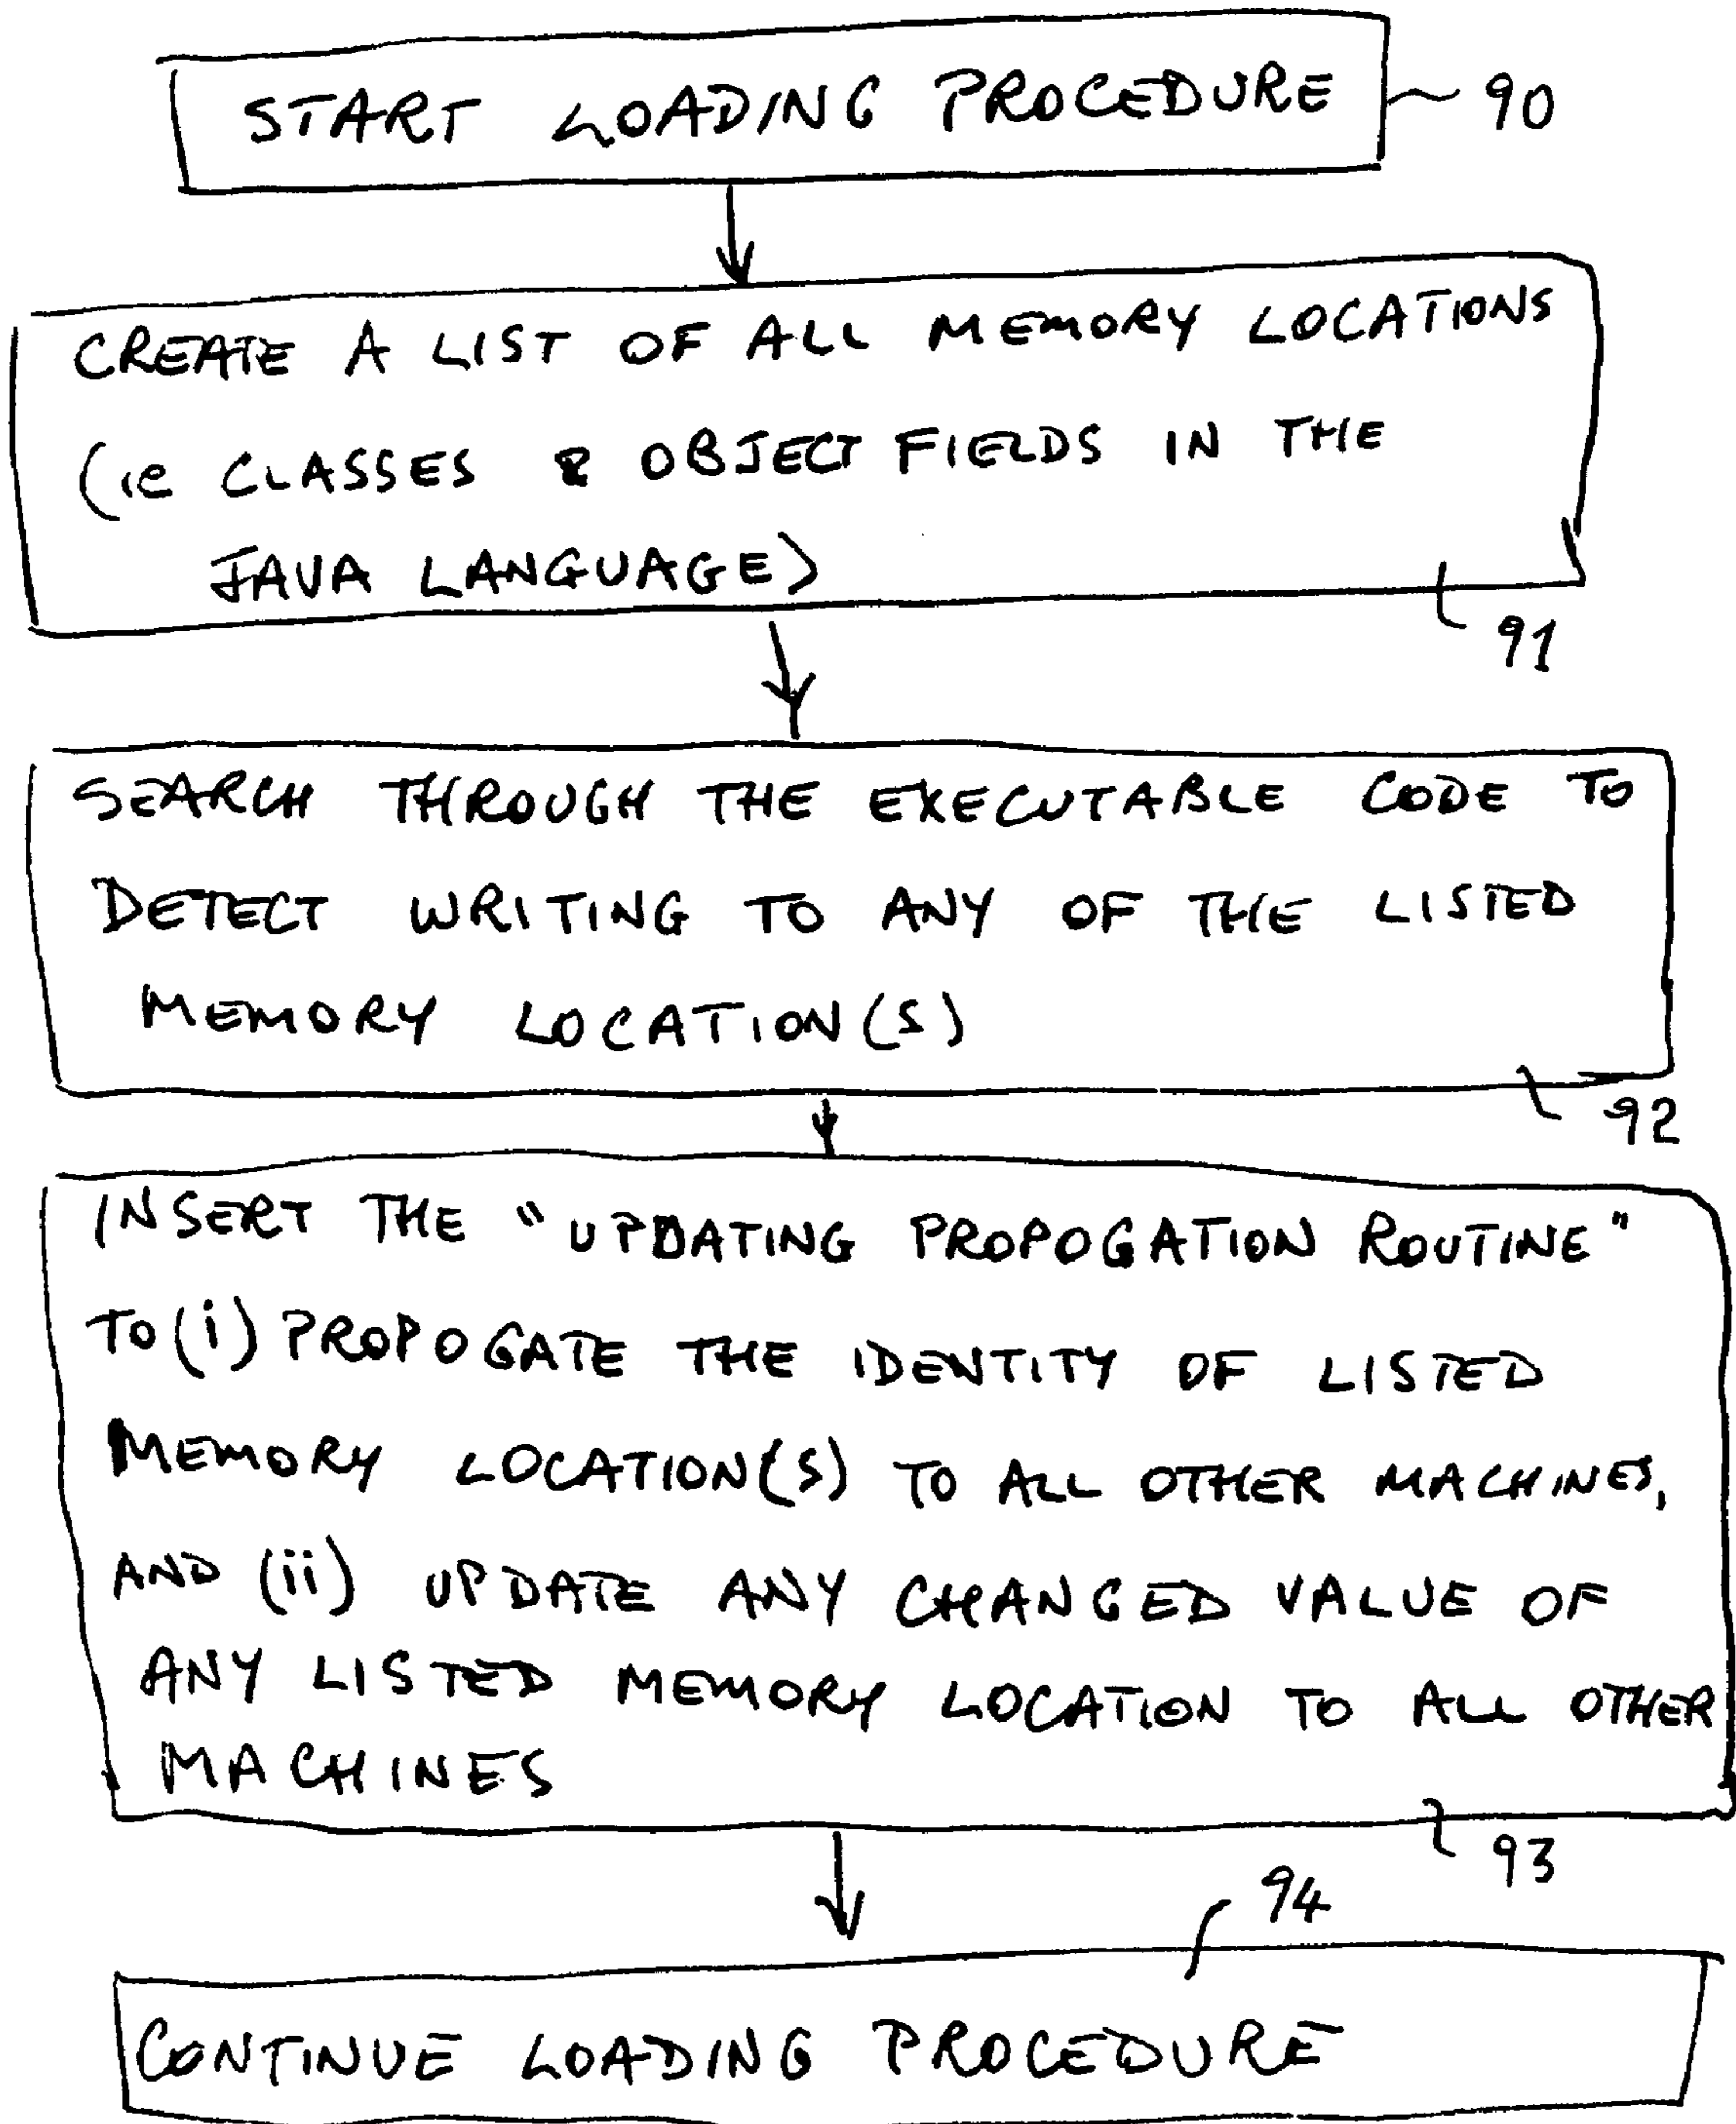 START LOADING PROCEDURE 90
CREATE A LIST OF ALL MEMORY LOCATIONS
(ie CLASSES & OBJECT FIELDS IN THE
JAVA LANGUAGE)
91
SEARCH THROUGH THE EXECUTABLE CODE TO
DETECT WRITING TO ANY OF THE LISTED
MEMORY LOCATION(S)
92
INSERT THE "UPDATING PROPOGATION ROUTINE"
TO (i) PROPOGATE THE IDENTITY OF LISTED
MEMORY LOCATION(S) TO ALL OTHER MACHINES,
AND (ii) UPDATE ANY CHANGED VALUE OF
ANY LISTED MEMORY LOCATION TO ALL OTHER
MACHINES
93
94
CONTINUE LOADING PROCEDURE